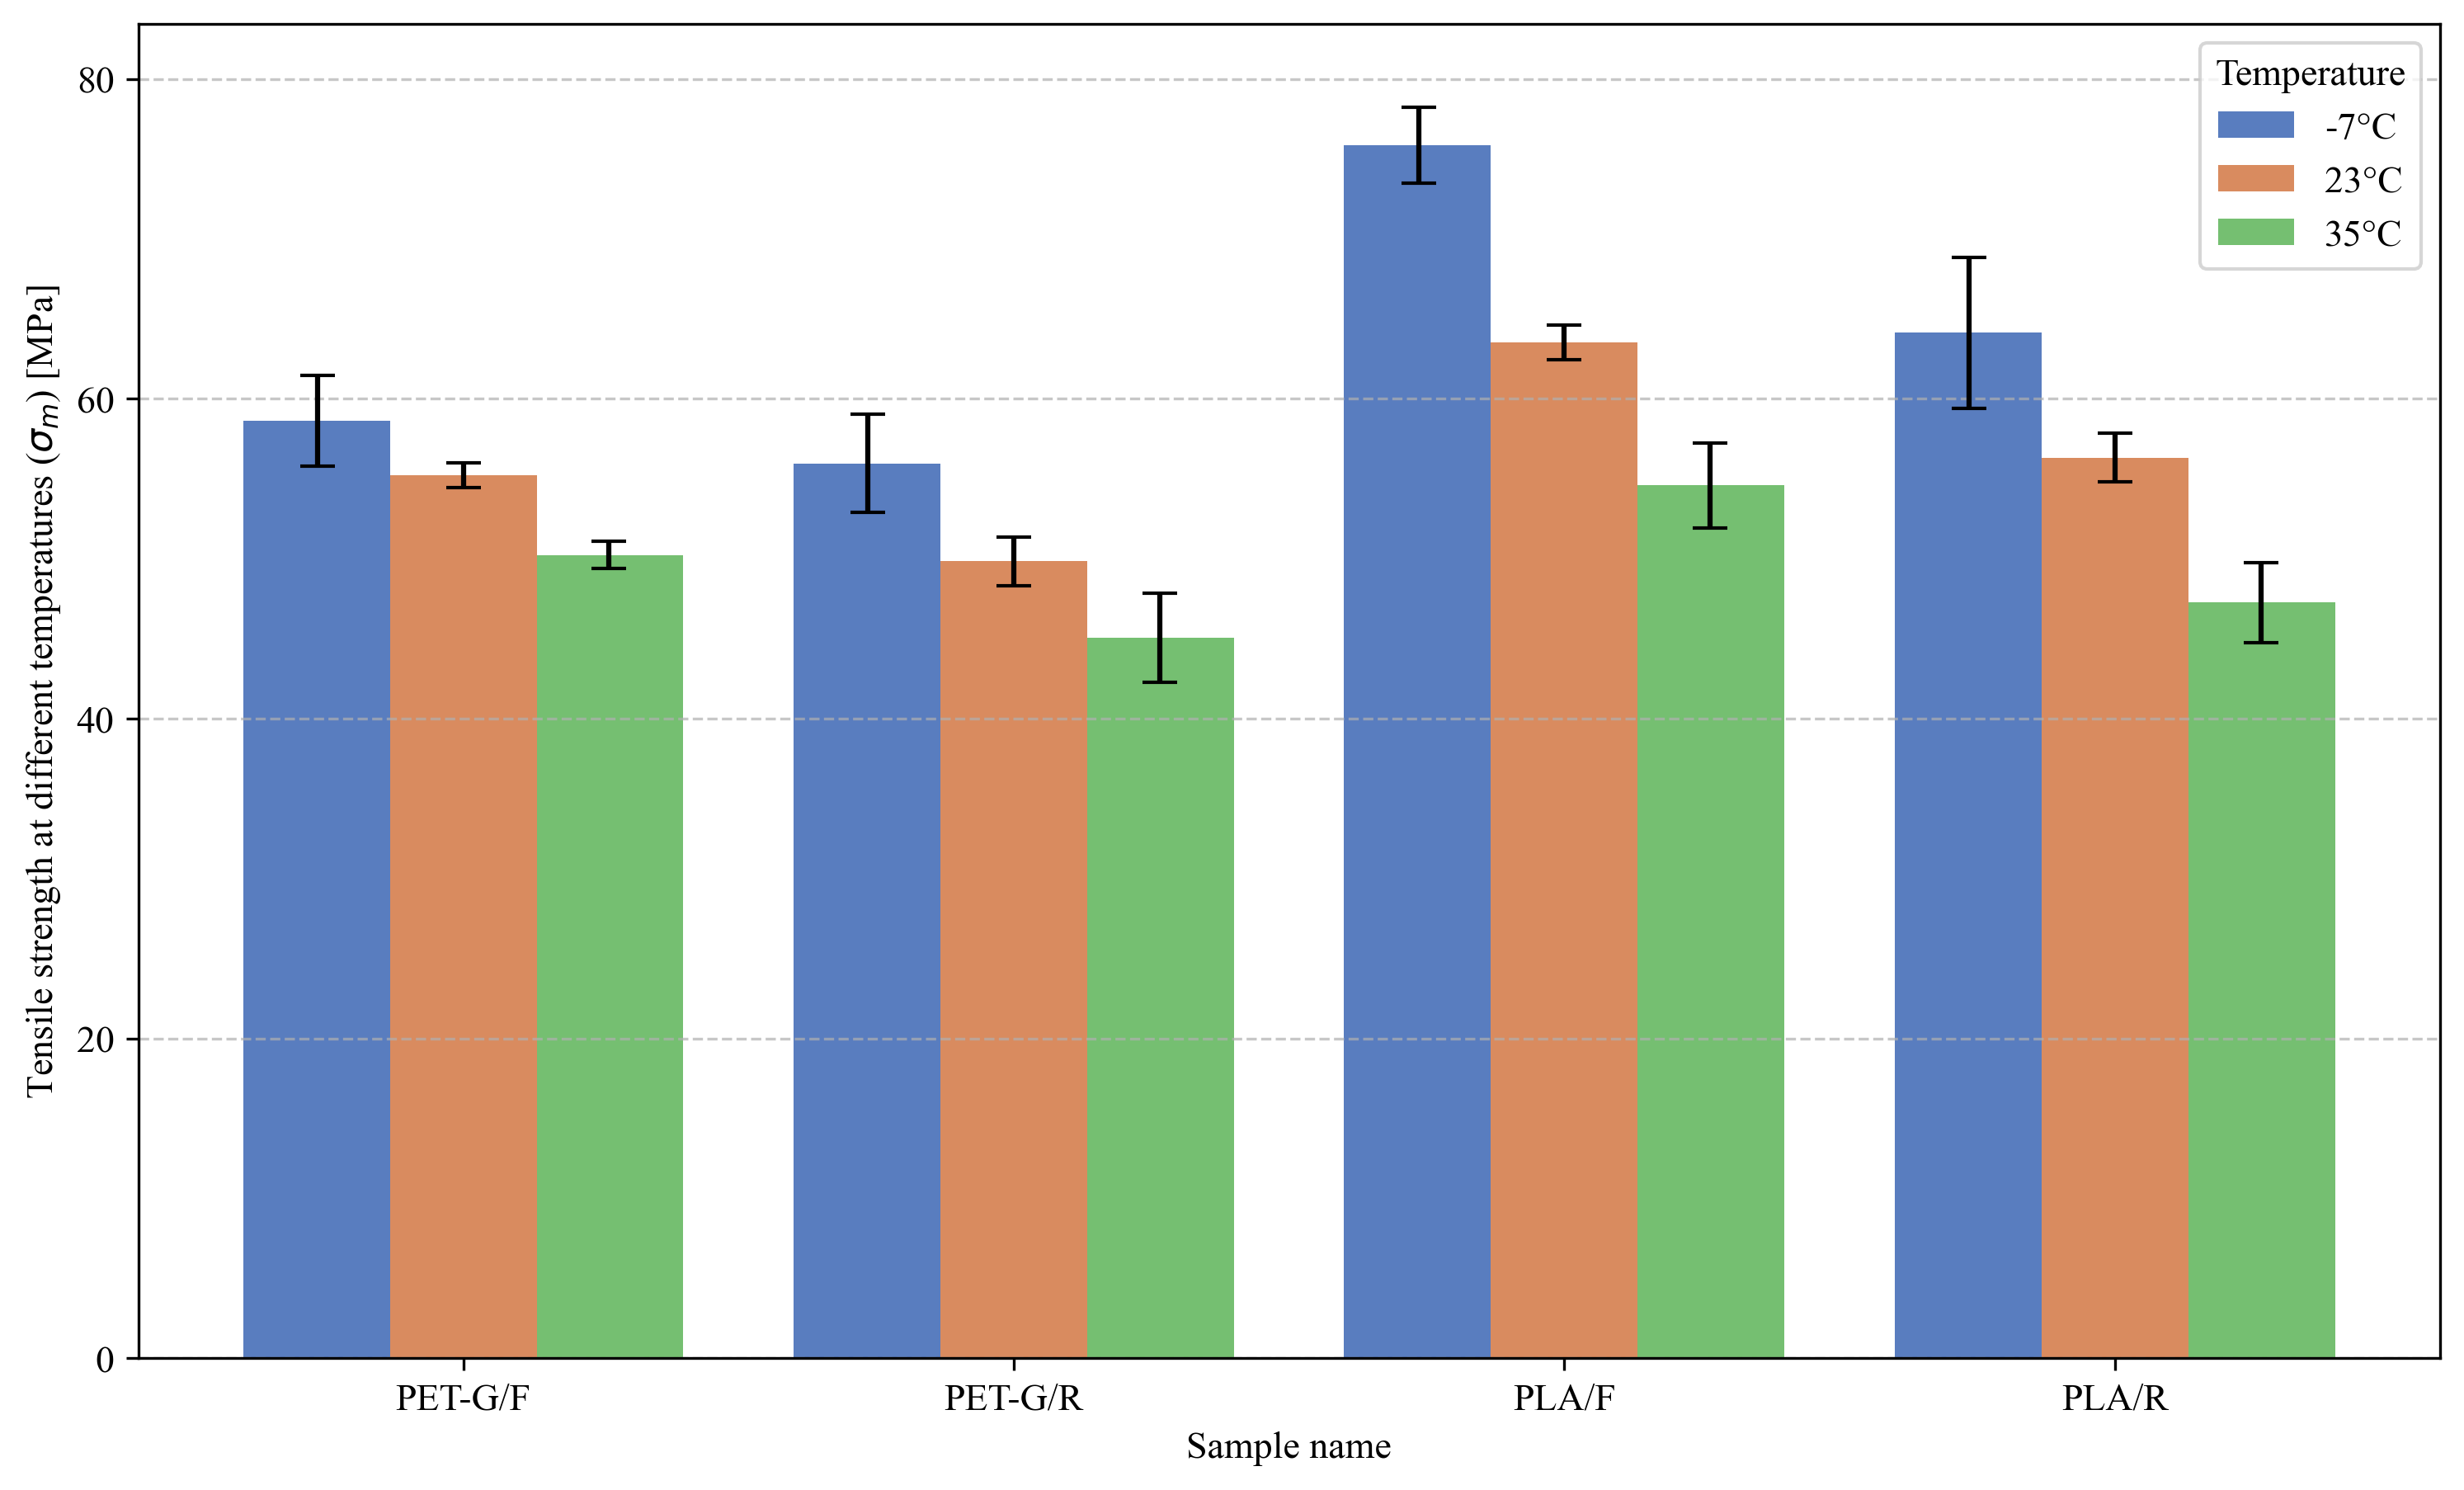 Tensile strength at different temperatures (σm) [MPa]
80
60
40
20
0
Temperature
-7°C
23°C
35°C
PET-G/F
PET-G/R
PLA/F
PLA/R
Sample name